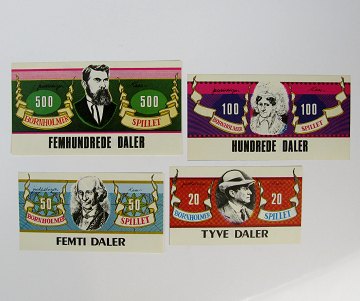 500 500
BORNHOLMER SPILLET
FEMHUNDREDE DALER
100 100
BORNHOLMER SPILLET
HUNDREDE DALER
50 50
BORNHOLMER SPILLET
FEMTI DALER
20 20
BORNHOLMER SPILLET
TYVE DALER